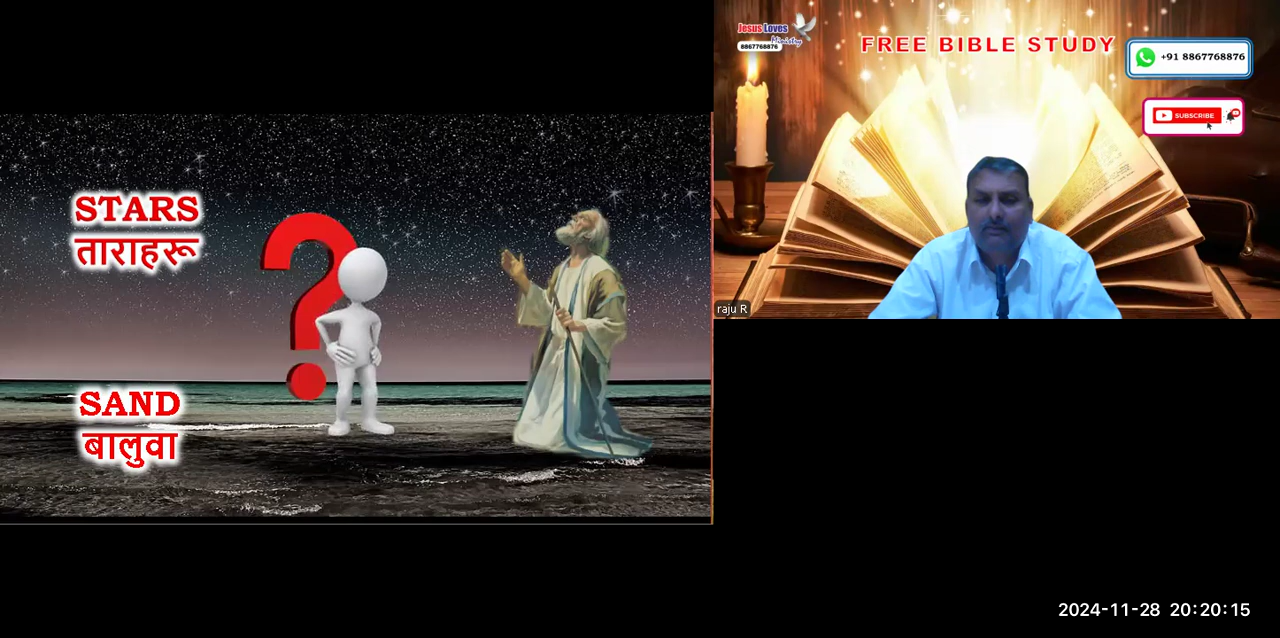 STARS
ताराहरू
SAND
बालुवा
Jesus Loves
Ministry
8867768876
FREE BIBLE STUDY
+91 8867768876
SUBSCRIBE
raju R
2024-11-28 20:20:15